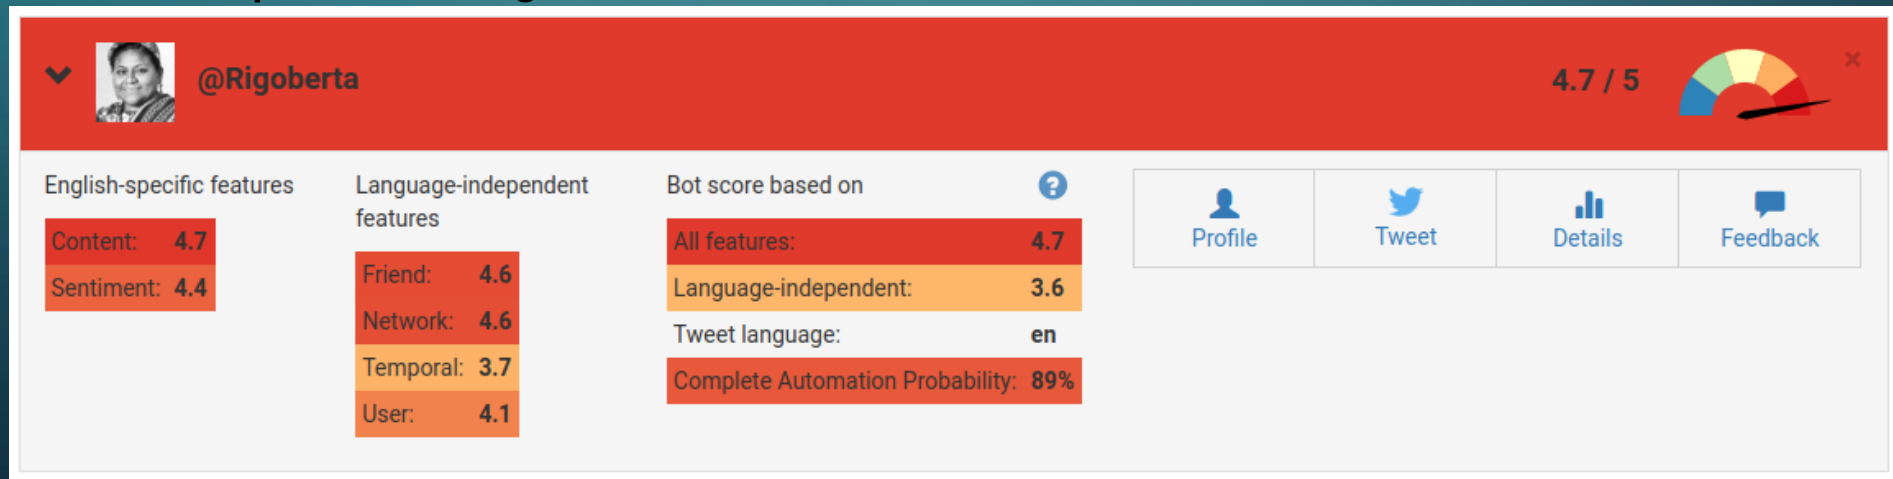 @Rigoberta
4.7 / 5
×
English-specific features
Content: 4.7
Sentiment: 4.4
Language-independent
features
Friend: 4.6
Network: 4.6
Temporal: 3.7
User: 4.1
Bot score based on
?
All features: 4.7
Language-independent: 3.6
Tweet language: en
Complete Automation Probability: 89%
Profile
Tweet
Details
Feedback